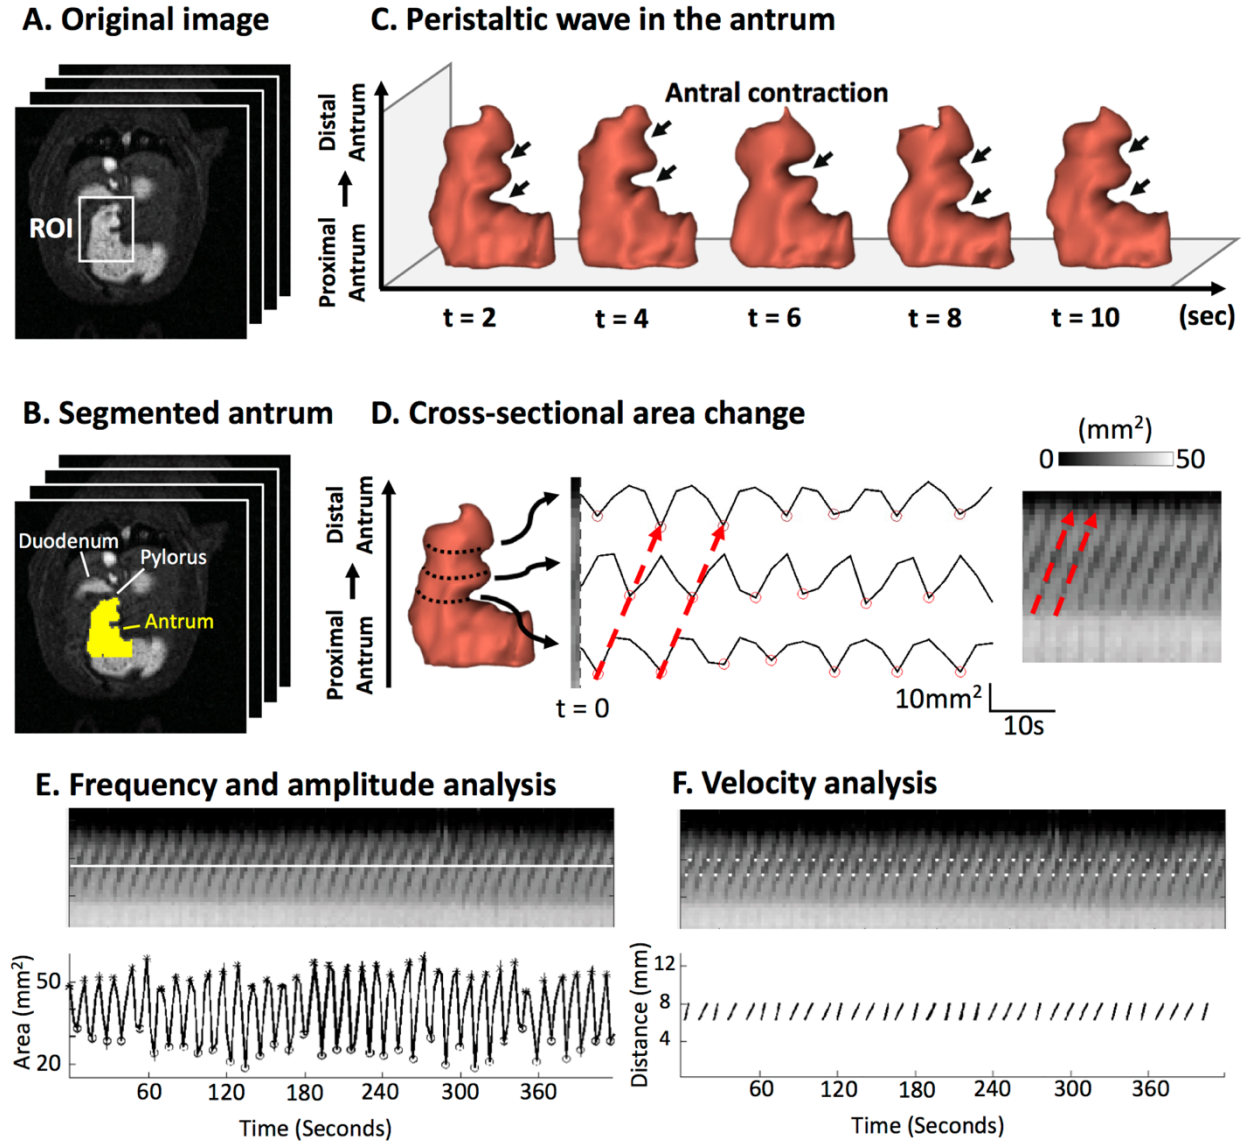 A. Original image
ROI
C. Peristaltic wave in the antrum
Antral contraction
Proximal Antrum
Distal Antrum
t = 2
t = 4
t = 6
t = 8
t = 10
(sec)
B. Segmented antrum
Duodenum
Pylorus
Antrum
D. Cross-sectional area change
Proximal Antrum
Distal Antrum
t = 0
10mm²
10s
(mm²)
0
50
E. Frequency and amplitude analysis
Area (mm²)
50
20
60
120
180
240
300
360
Time (Seconds)
F. Velocity analysis
Distance (mm)
12
8
4
60
120
180
240
300
360
Time (Seconds)